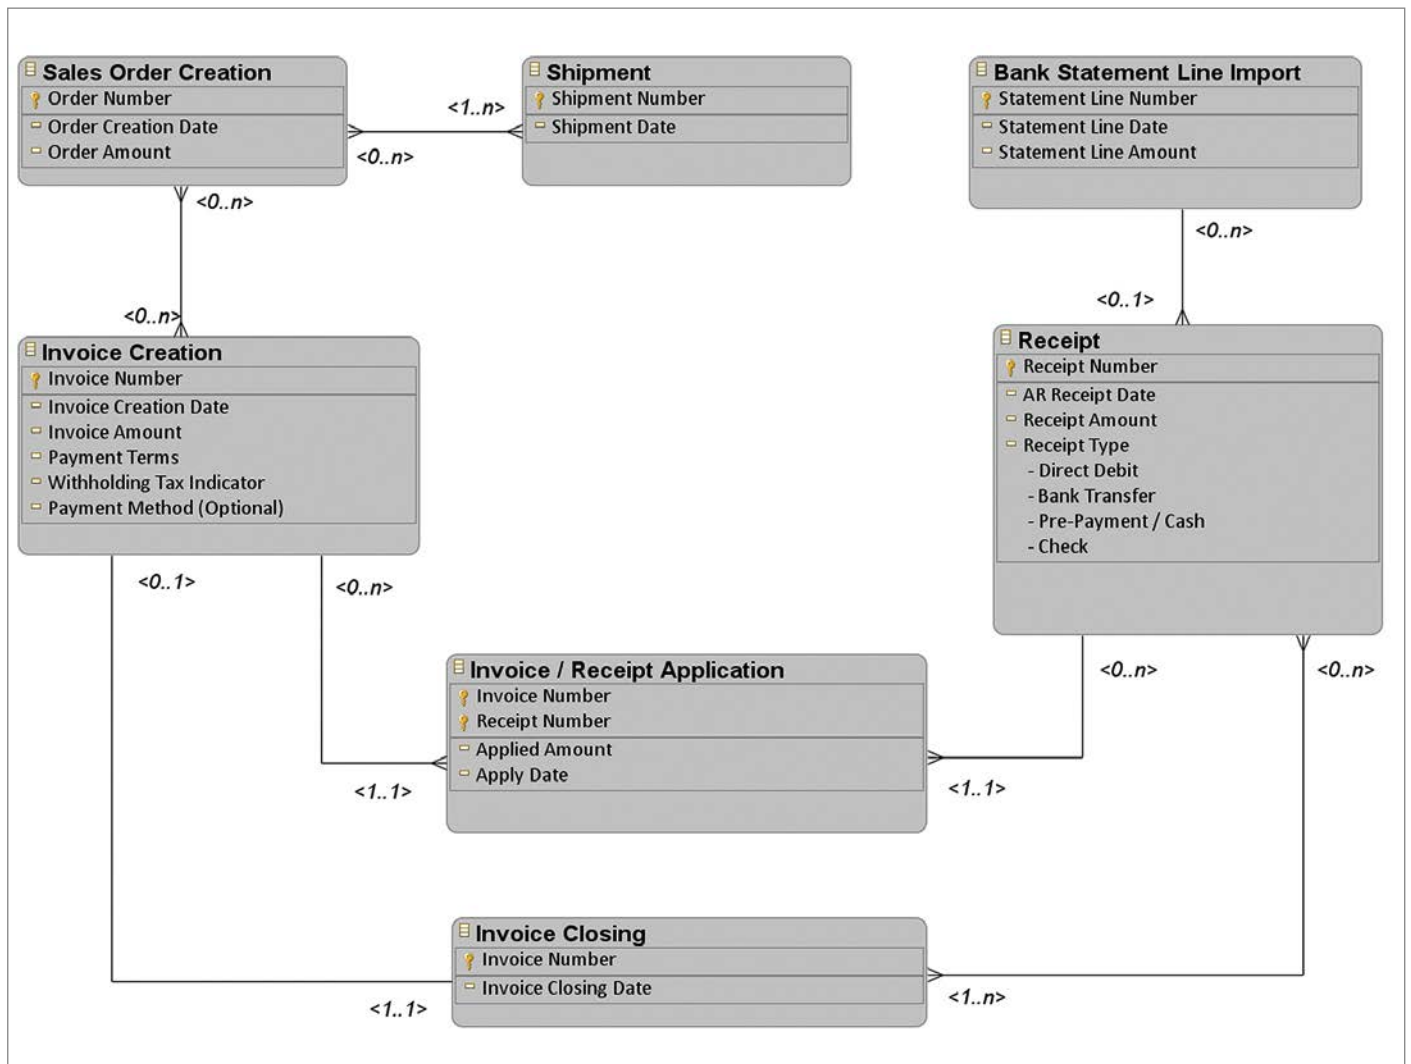 Sales Order Creation
Order Number
Order Creation Date
Order Amount
<1..n>
<0..n>
Shipment
Shipment Number
Shipment Date
Bank Statement Line Import
Statement Line Number
Statement Line Date
Statement Line Amount
<0..n>
<0..n>
<0..n>
<0..1>
Invoice Creation
Invoice Number
Invoice Creation Date
Invoice Amount
Payment Terms
Withholding Tax Indicator
Payment Method (Optional)
Receipt
Receipt Number
AR Receipt Date
Receipt Amount
Receipt Type
- Direct Debit
- Bank Transfer
- Pre-Payment / Cash
- Check
<0..1>
<0..n>
<0..n>
<0..n>
Invoice / Receipt Application
Invoice Number
Receipt Number
Applied Amount
Apply Date
<1..1>
<1..1>
Invoice Closing
Invoice Number
Invoice Closing Date
<1..1>
<1..n>